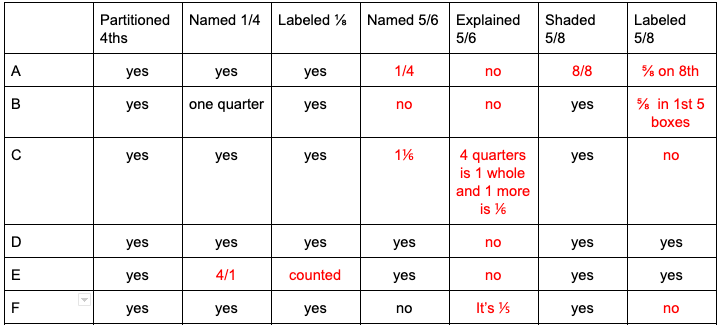 Partitioned 4ths Named 1/4 Labeled ⅛ Named 5/6 Explained 5/6 Shaded 5/8 Labeled 5/8
A yes yes yes 1/4 no 8/8 ⅝ on 8th
B yes one quarter yes no no yes ⅝ in 1st 5 boxes
C yes yes yes 1⅙ 4 quarters is 1 whole and 1 more is ⅙ yes no
D yes yes yes yes no yes yes
E yes 4/1 counted yes no yes yes
F yes yes yes no It's ⅕ yes no